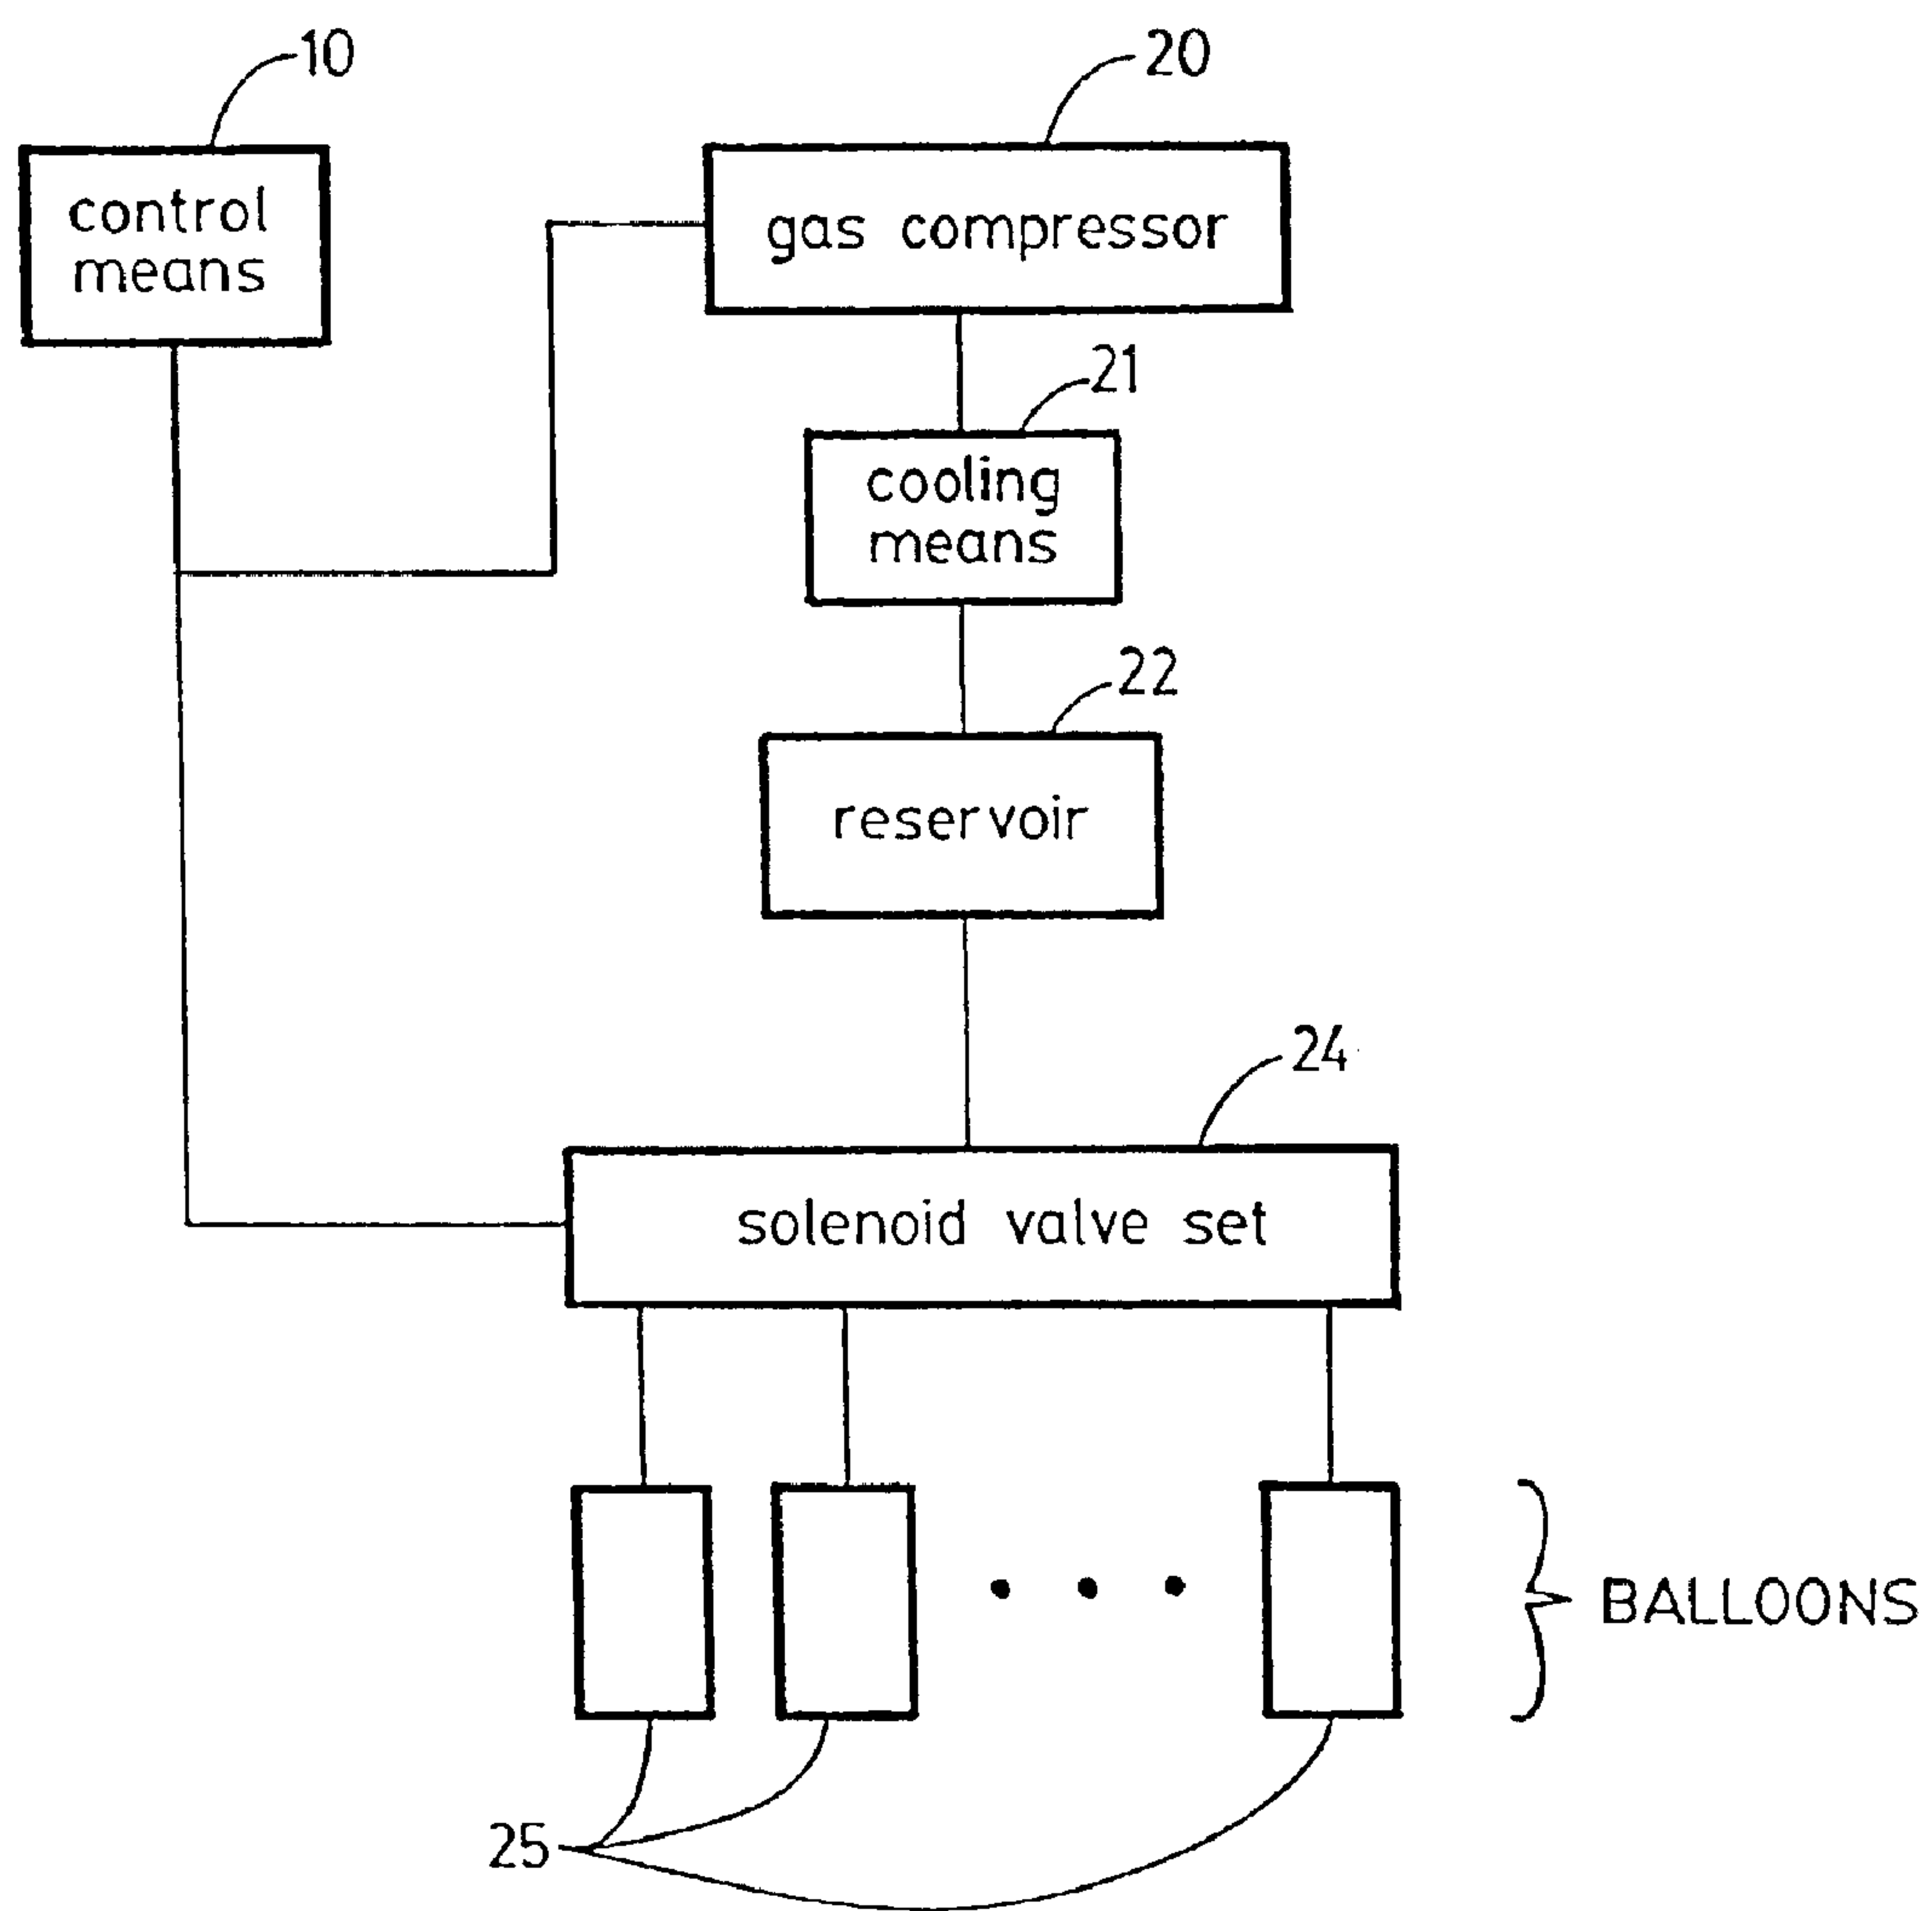 10
20
control
means
gas compressor
21
cooling
means
22
reservoir
24
solenoid valve set
BALLOONS
25